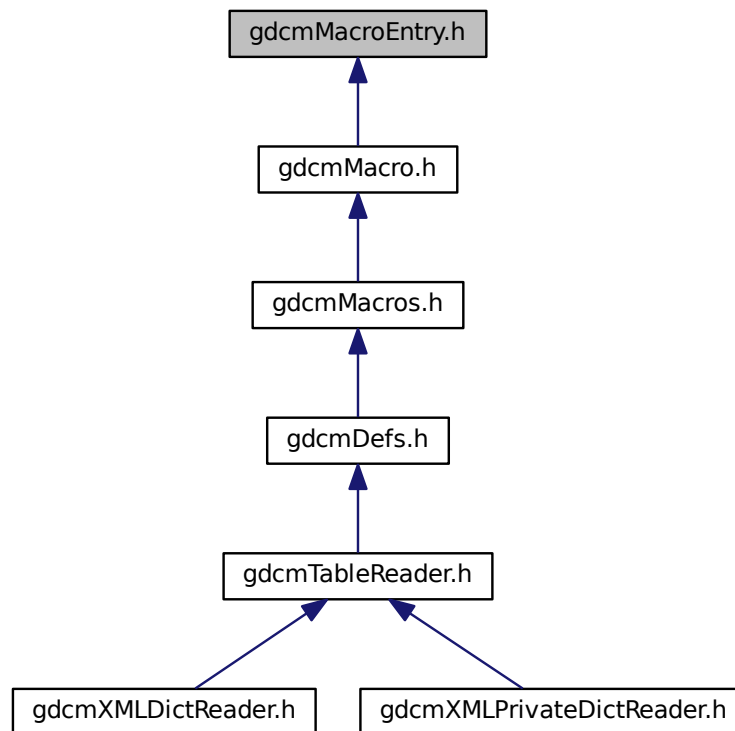 gdcmMacroEntry.h
gdcmMacro.h
gdcmMacros.h
gdcmDefs.h
gdcmTableReader.h
gdcmXMLDictReader.h
gdcmXMLPrivateDictReader.h